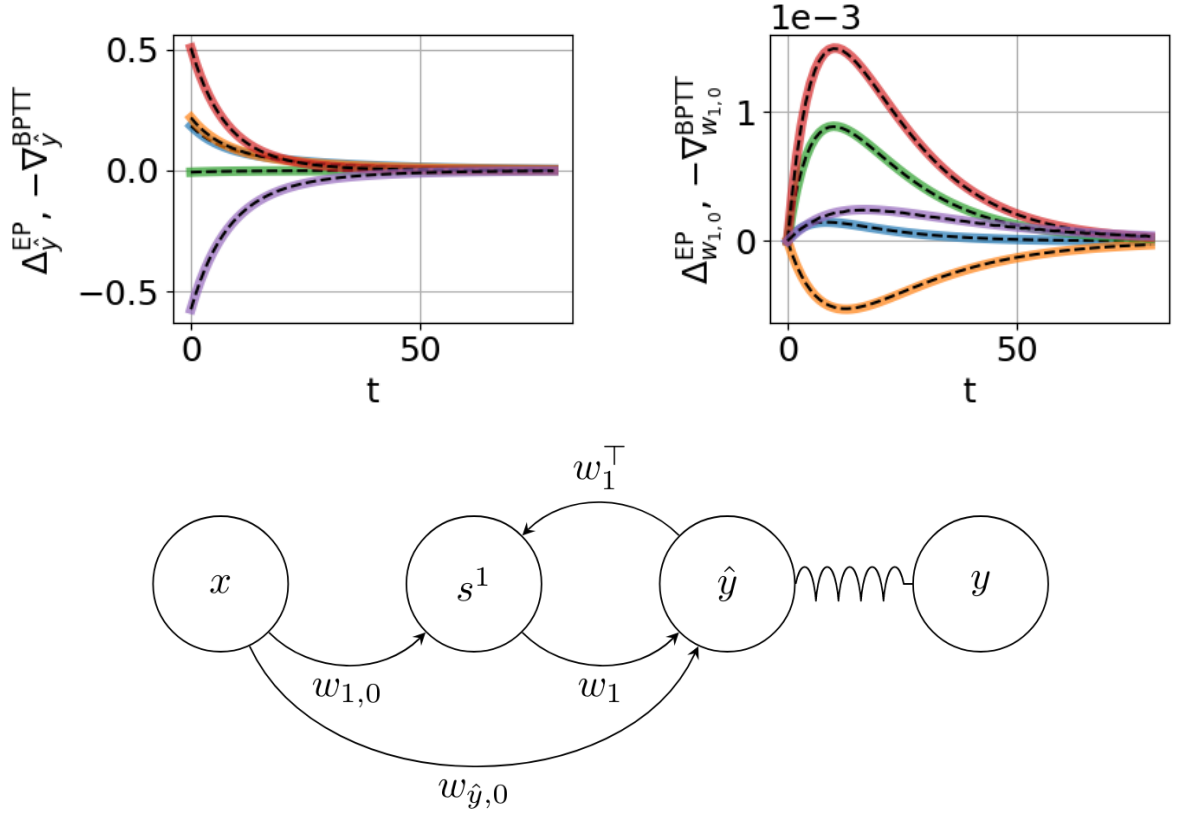 1e−3
0.5
0.0
−0.5
Δ^EP_ŷ , −∇^BPTT_ŷ
0 50
t
1
0
Δ^EP_{w_{1,0}}, −∇^BPTT_{w_{1,0}}
0 50
t
w_1^⊤
x s^1 ŷ y
w_{1,0} w_1
w_{ŷ,0}